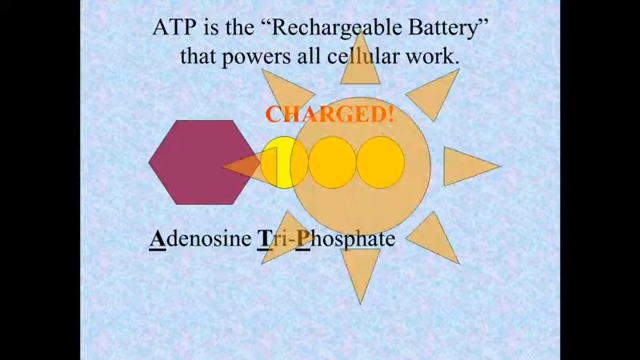 ATP is the “Rechargeable Battery”
that powers all cellular work.
CHARGED!
Adenosine Tri-Phosphate